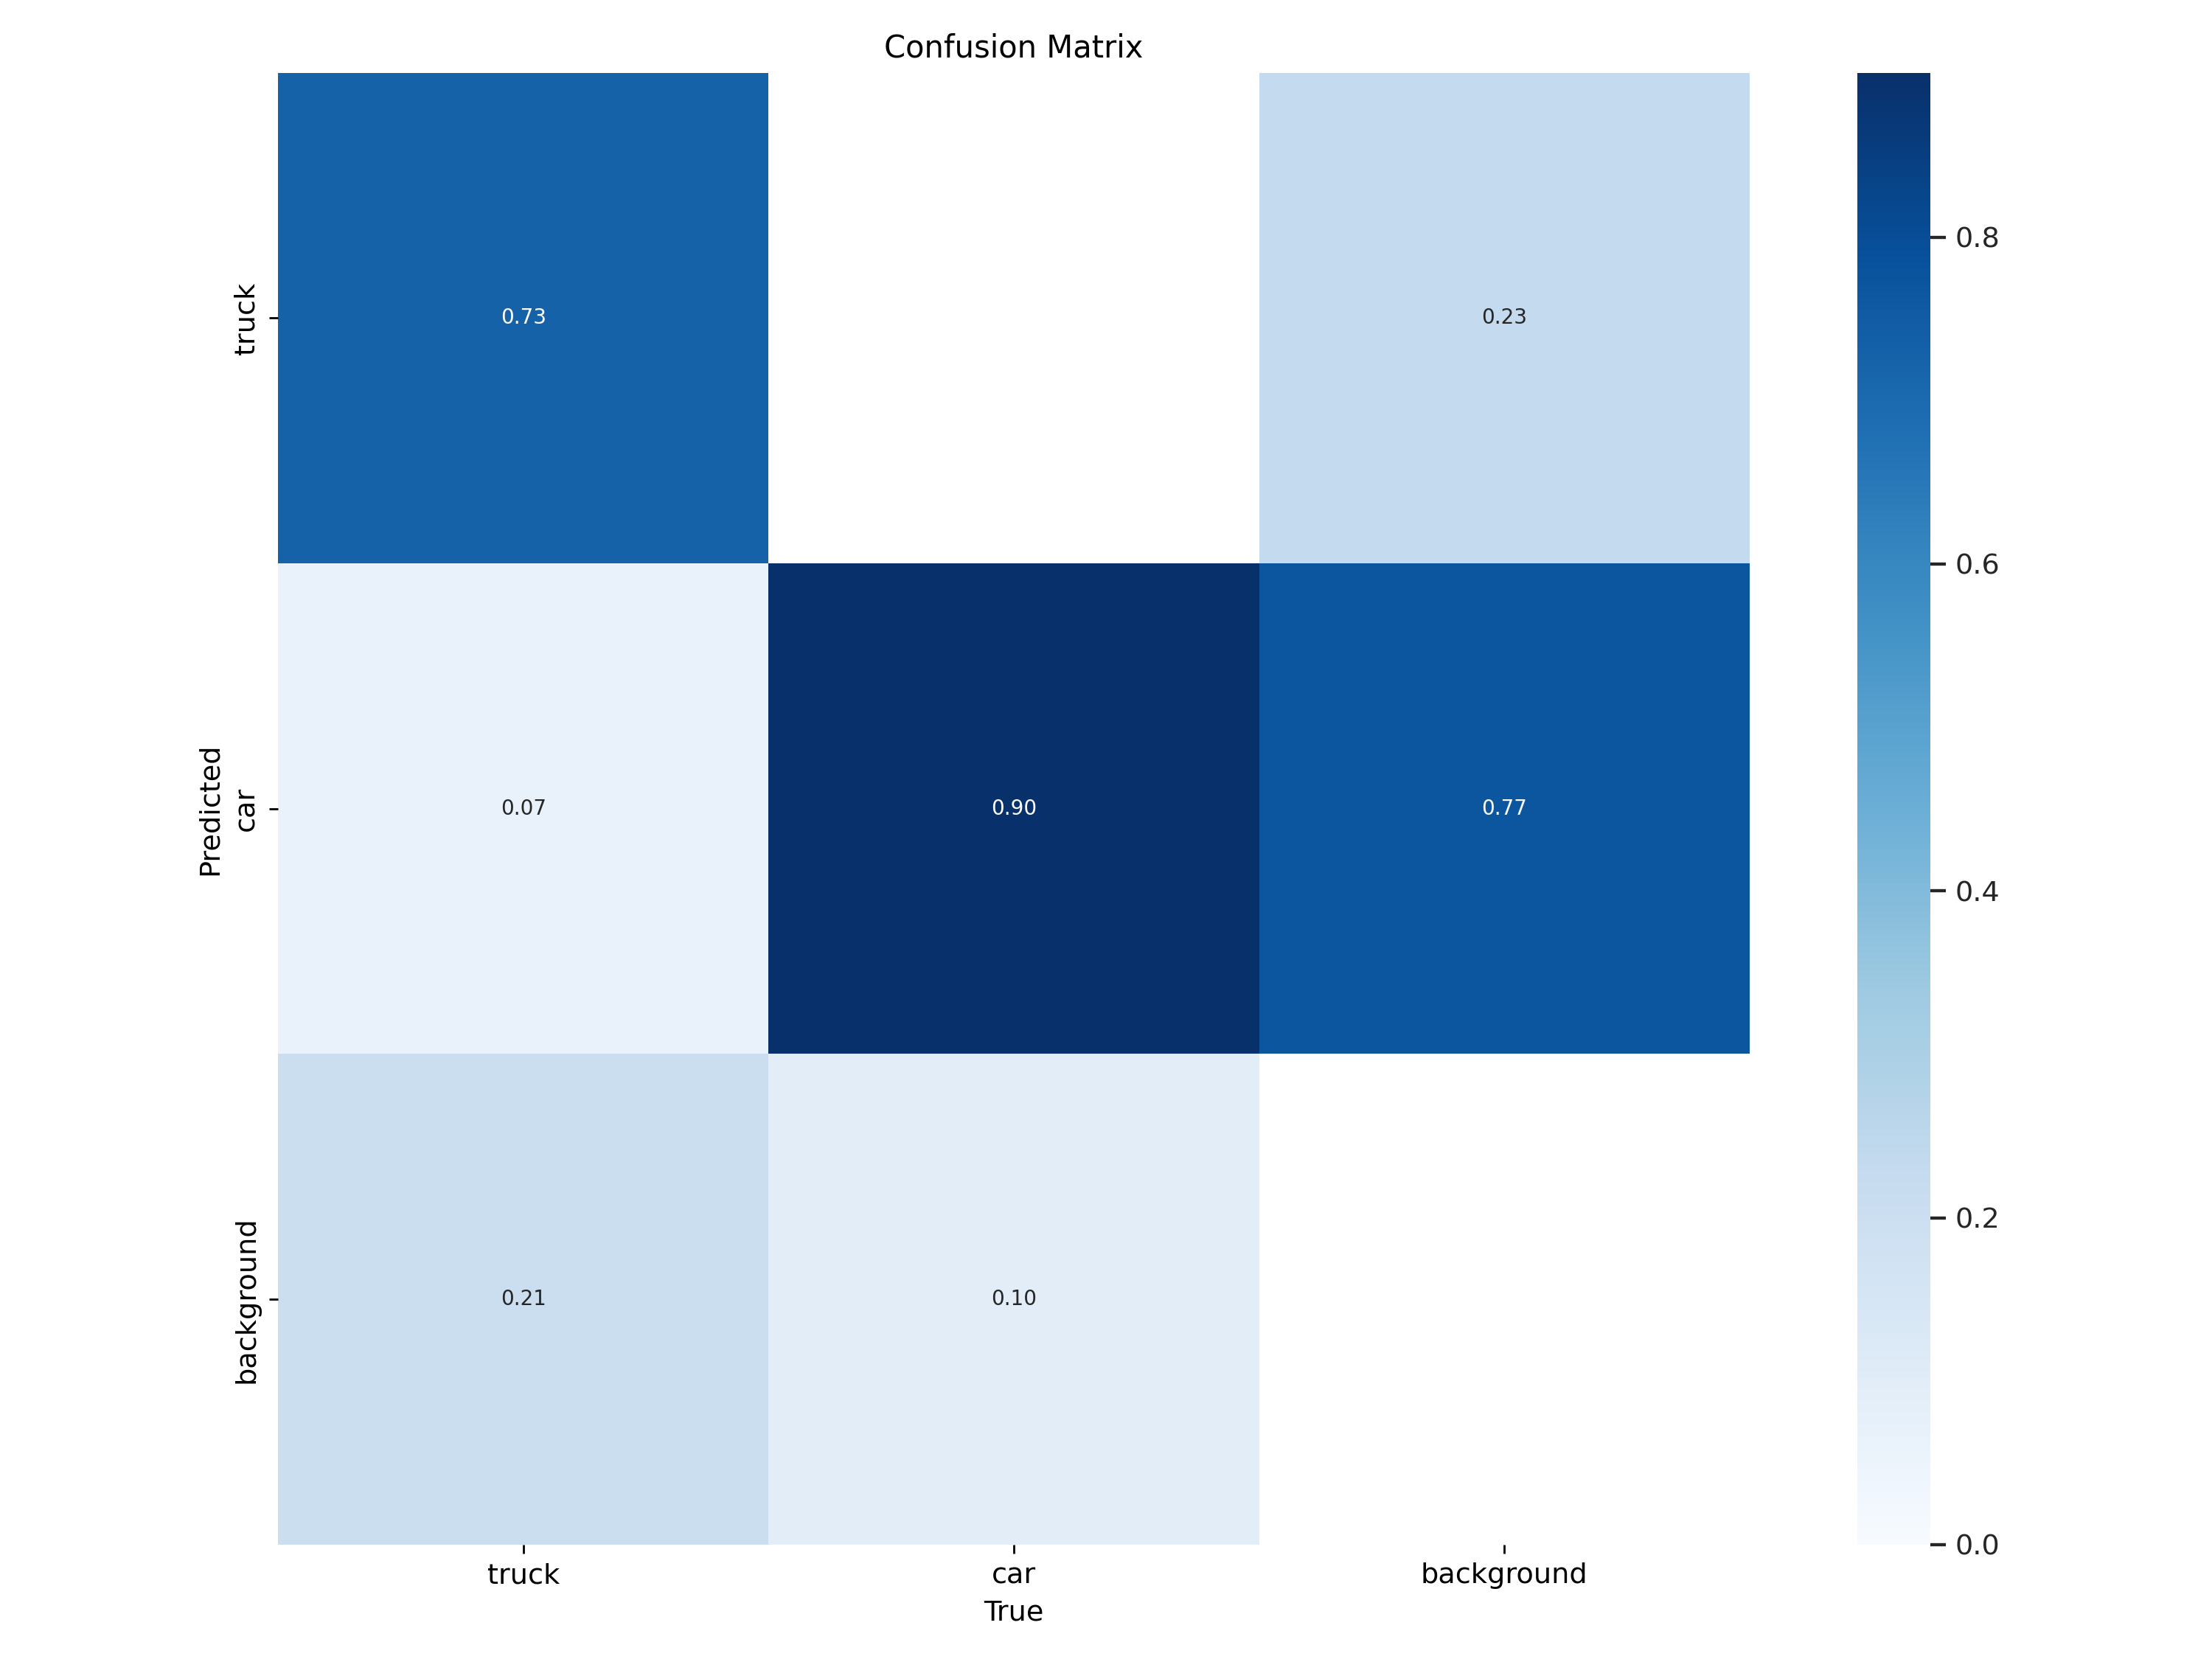 Confusion Matrix
truck
0.73
0.23
0.8
0.6
Predicted
car
0.07
0.90
0.77
0.4
background
0.21
0.10
0.2
0.0
truck
car
background
True